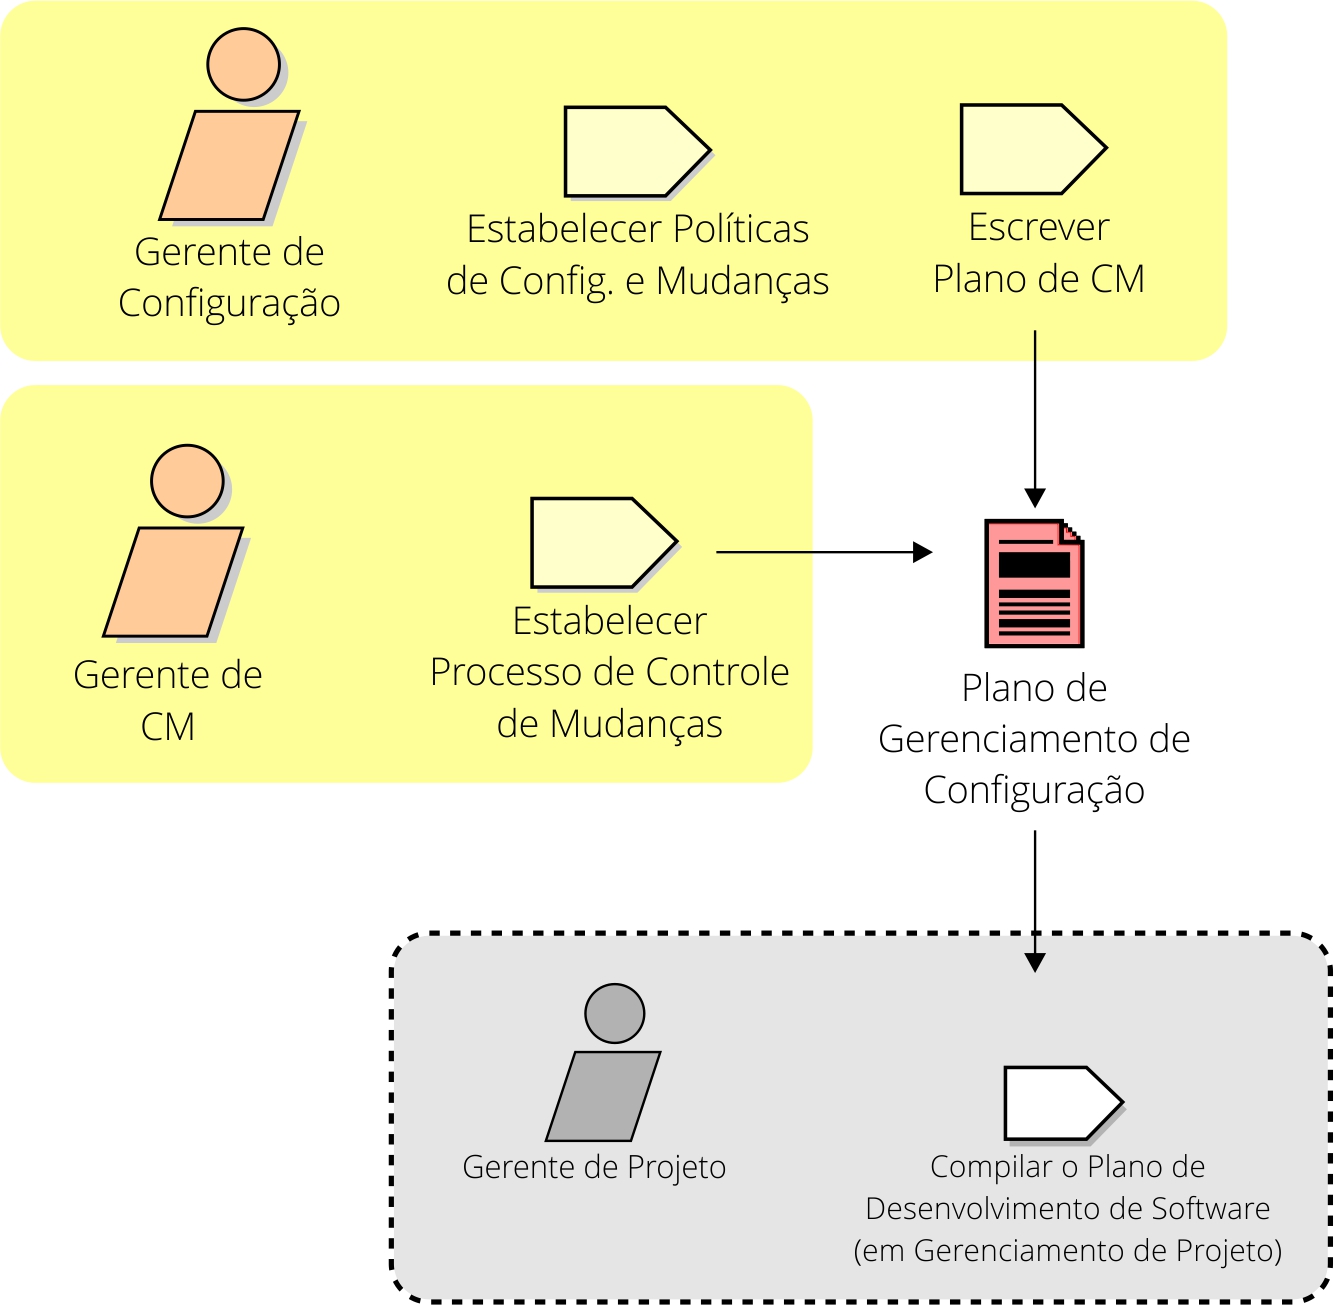 Gerente de
Configuração
Estabelecer Políticas
de Config. e Mudanças
Escrever
Plano de CM
Gerente de
CM
Estabelecer
Processo de Controle
de Mudanças
Plano de
Gerenciamento de
Configuração
Gerente de Projeto
Compilar o Plano de
Desenvolvimento de Software
(em Gerenciamento de Projeto)